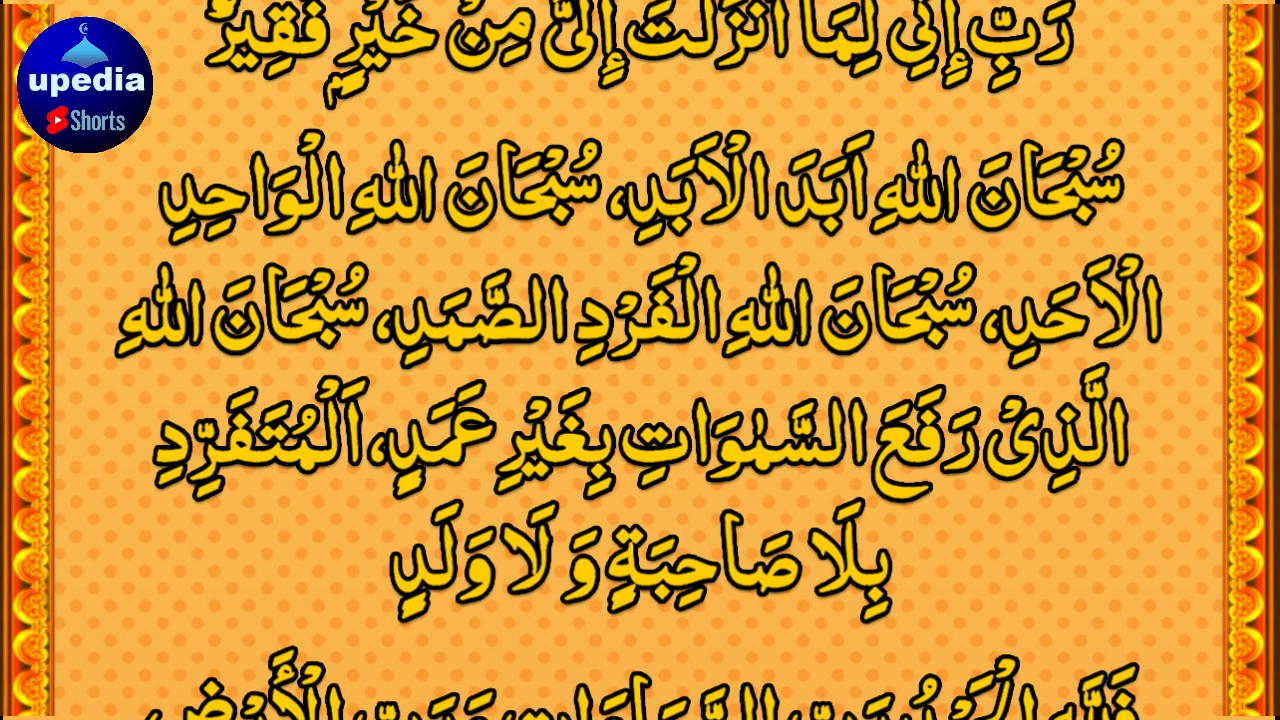 upedia
Shorts
رَبِّ إِنِّي لِمَا أَنْزَلْتَ إِلَيَّ مِنْ خَيْرٍ فَقِيرٌ
سُبْحَانَ اللهِ اَبَدَ الْاَبَدِ، سُبْحَانَ اللهِ الْوَاحِدِ
الْاَحَدِ، سُبْحَانَ اللهِ الْفَرْدِ الصَّمَدِ، سُبْحَانَ اللهِ
الَّذِیْ رَفَعَ السَّمٰوَاتِ بِغَیْرِ عَمَدٍ، اَلْمُتَفَرِّدِ
بِلَا صَاحِبَةٍ وَ لَا وَلَدٍ